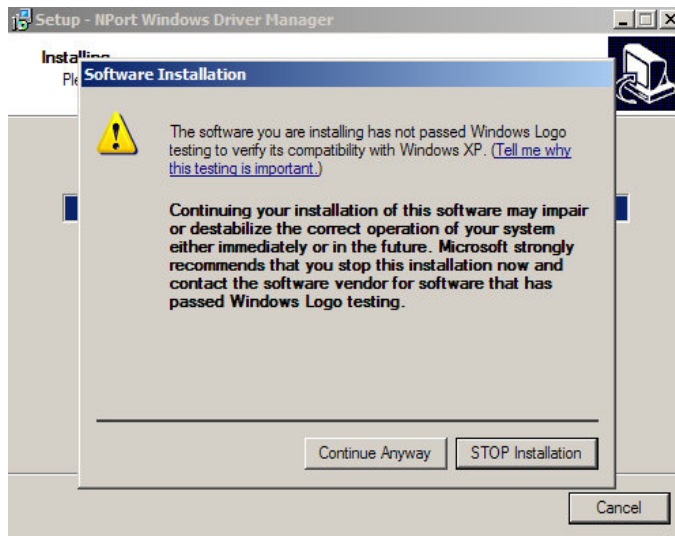 Setup - NPort Windows Driver Manager
Installing
Software Installation
The software you are installing has not passed Windows Logo
testing to verify its compatibility with Windows XP. (Tell me why
this testing is important.)
Continuing your installation of this software may impair
or destabilize the correct operation of your system
either immediately or in the future. Microsoft strongly
recommends that you stop this installation now and
contact the software vendor for software that has
passed Windows Logo testing.
Continue Anyway
STOP Installation
Cancel